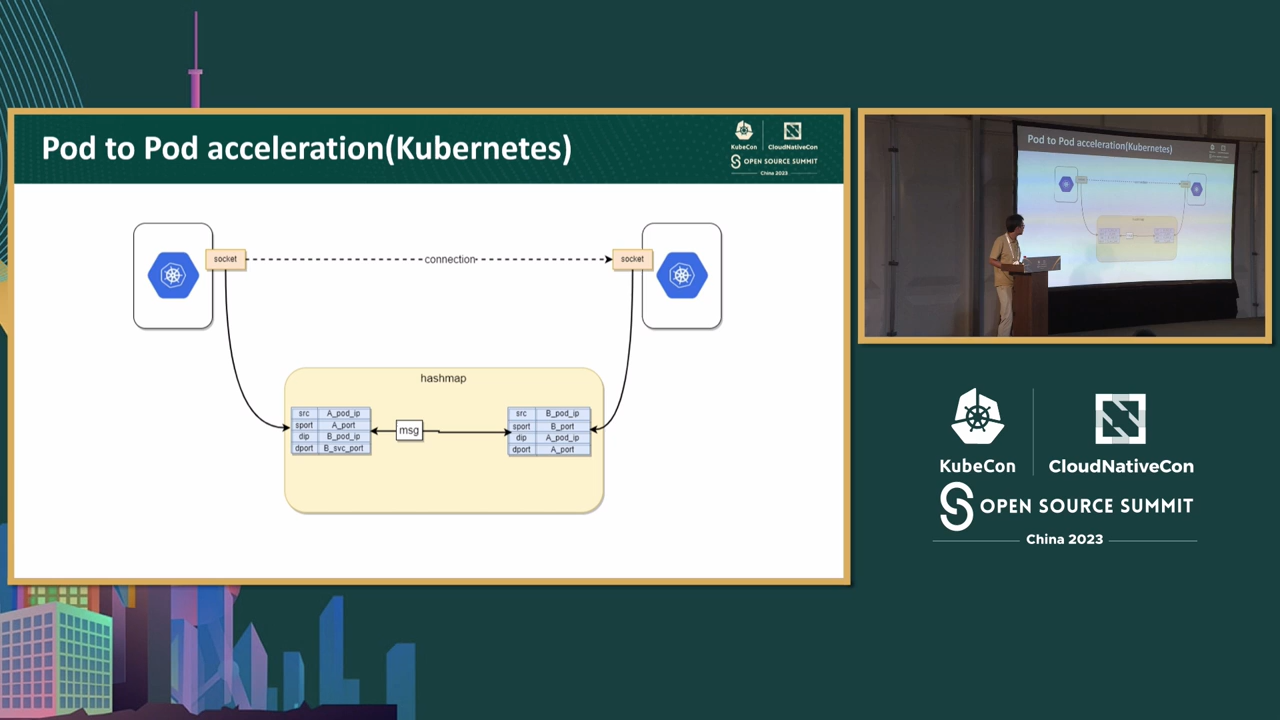 Pod to Pod acceleration(Kubernetes)
KubeCon
CloudNativeCon
OPEN SOURCE SUMMIT
China 2023
socket
connection
socket
hashmap
src A_pod_ip
sport A_port
dip B_pod_ip
dport B_svc_port
msg
src B_pod_ip
sport B_port
dip A_pod_ip
dport A_port
Pod to Pod acceleration(Kubernetes)
KubeCon
CloudNativeCon
OPEN SOURCE SUMMIT
China 2023